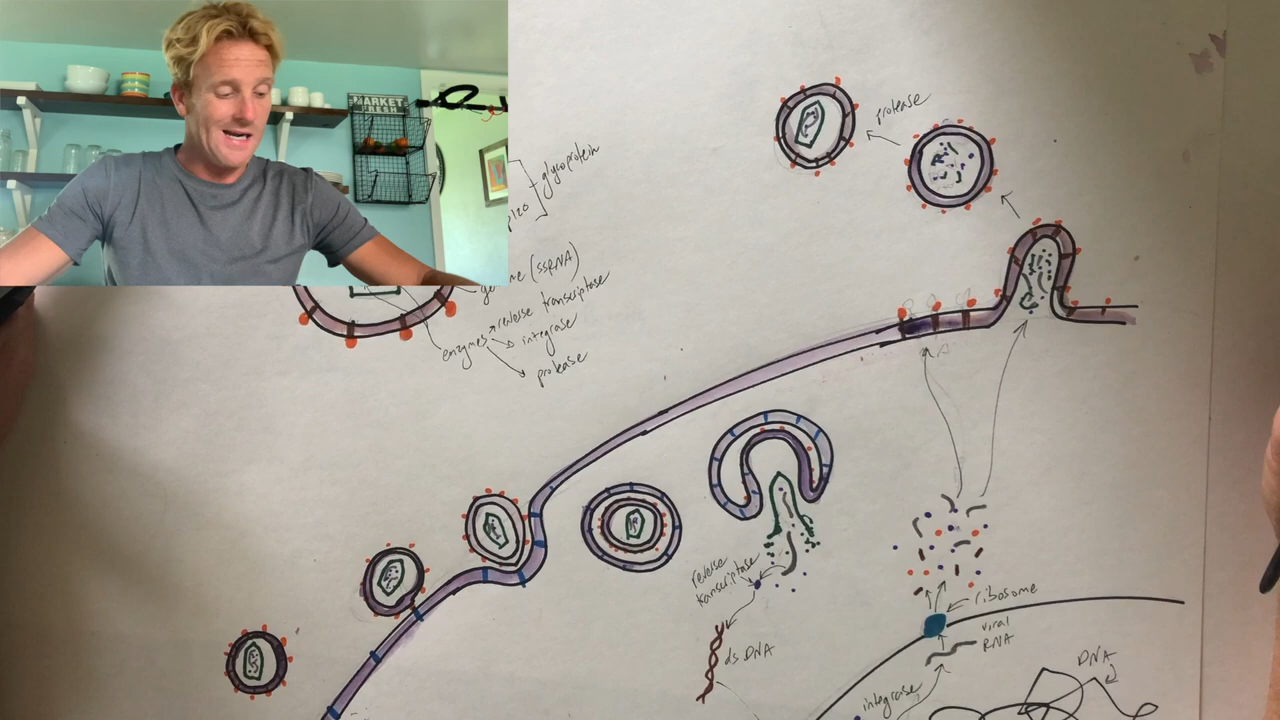 MARKET
FRESH
glycoprotein
gp120
genome (ssRNA)
enzymes
reverse transcriptase
integrase
protease
protease
reverse
transcriptase
ds DNA
ribosome
viral
RNA
DNA
integrase